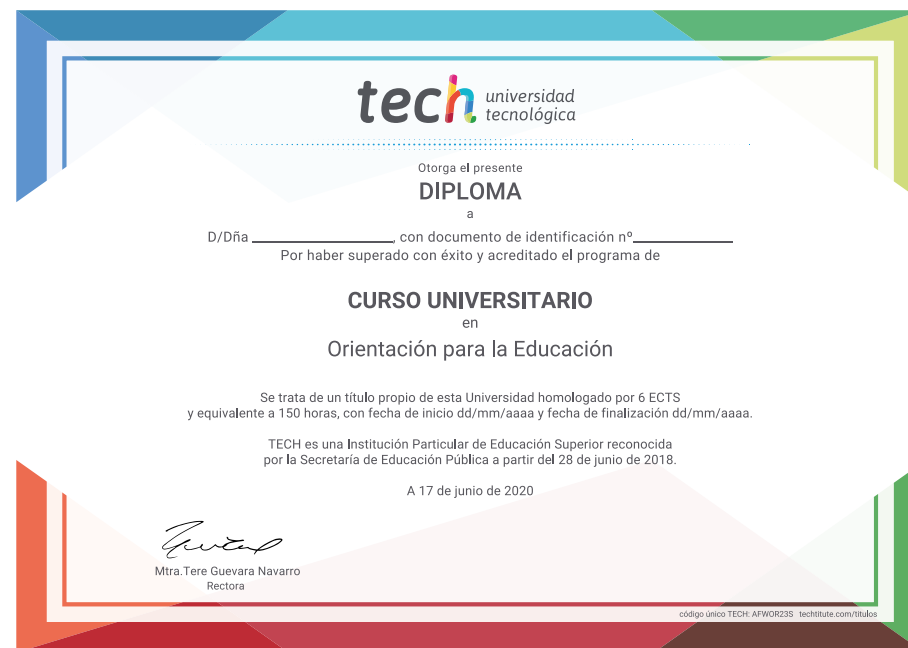 tech universidad
tecnológica
Otorga el presente
DIPLOMA
a
D/Dña ____________________, con documento de identificación nº______________
Por haber superado con éxito y acreditado el programa de
CURSO UNIVERSITARIO
en
Orientación para la Educación
Se trata de un título propio de esta Universidad homologado por 6 ECTS
y equivalente a 150 horas, con fecha de inicio dd/mm/aaaa y fecha de finalización dd/mm/aaaa.
TECH es una Institución Particular de Educación Superior reconocida
por la Secretaría de Educación Pública a partir del 28 de junio de 2018.
A 17 de junio de 2020
Mtra.Tere Guevara Navarro
Rectora
código único TECH: AFWOR23S techtitute.com/titulos